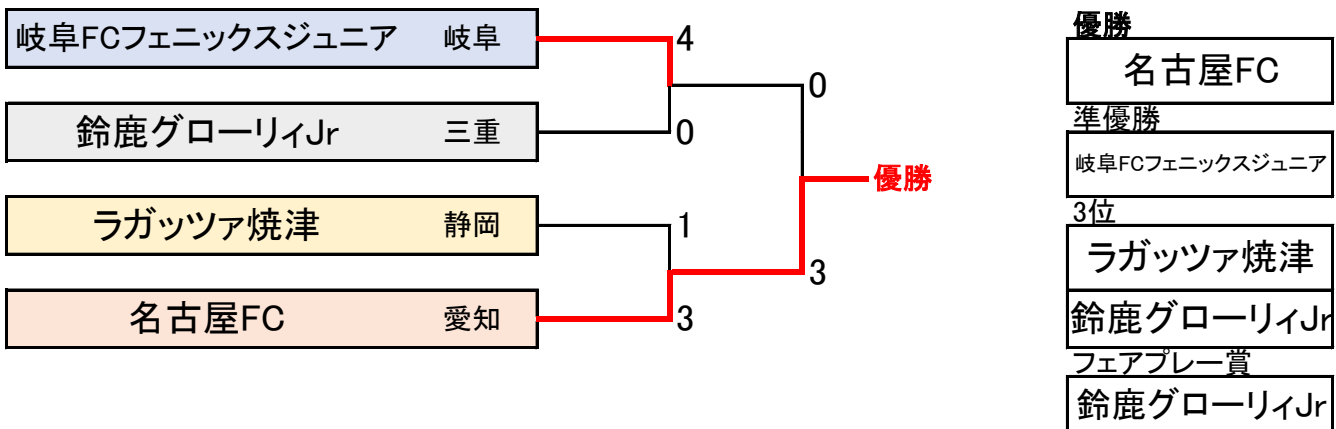 岐阜FCフェニックスジュニア 岐阜
4
0
鈴鹿グローリィJr 三重
0
優勝
ラガッツァ焼津 静岡
1
3
名古屋FC 愛知
3
優勝
名古屋FC
準優勝
岐阜FCフェニックスジュニア
3位
ラガッツァ焼津
鈴鹿グローリィJr
フェアプレー賞
鈴鹿グローリィJr